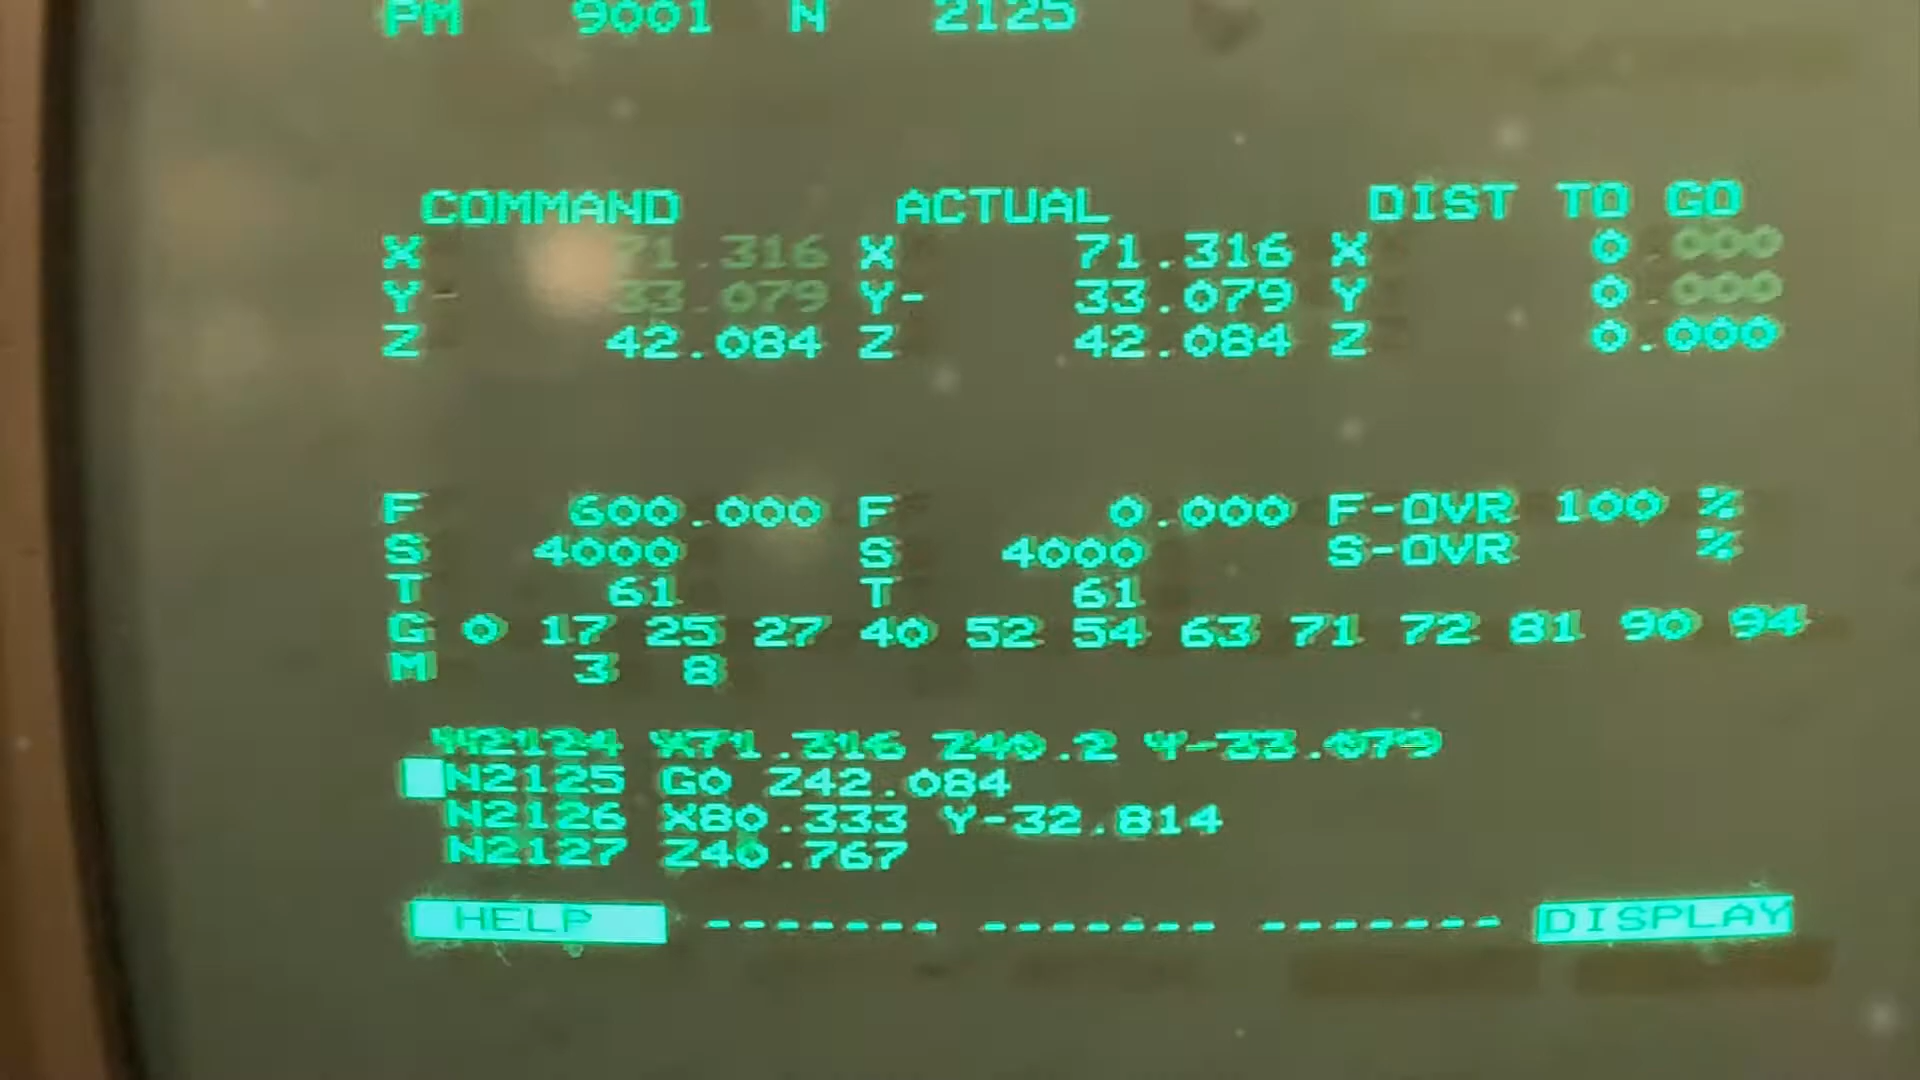 PM 9001 N 2125
COMMAND ACTUAL DIST TO GO
X 71.316 X 71.316 X 0.000
Y- 33.079 Y- 33.079 Y 0.000
Z 42.084 Z 42.084 Z 0.000
F 600.000 F 0.000 F-OVR 100 %
S 4000 S 4000 S-OVR %
T 61 T 61
G 0 17 25 27 40 52 54 63 71 72 81 90 94
M 3 8
N2124 X71.316 Z40.2 Y-33.079
N2125 G0 Z42.084
N2126 X80.333 Y-32.814
N2127 Z40.767
HELP ------- ------- ------- DISPLAY